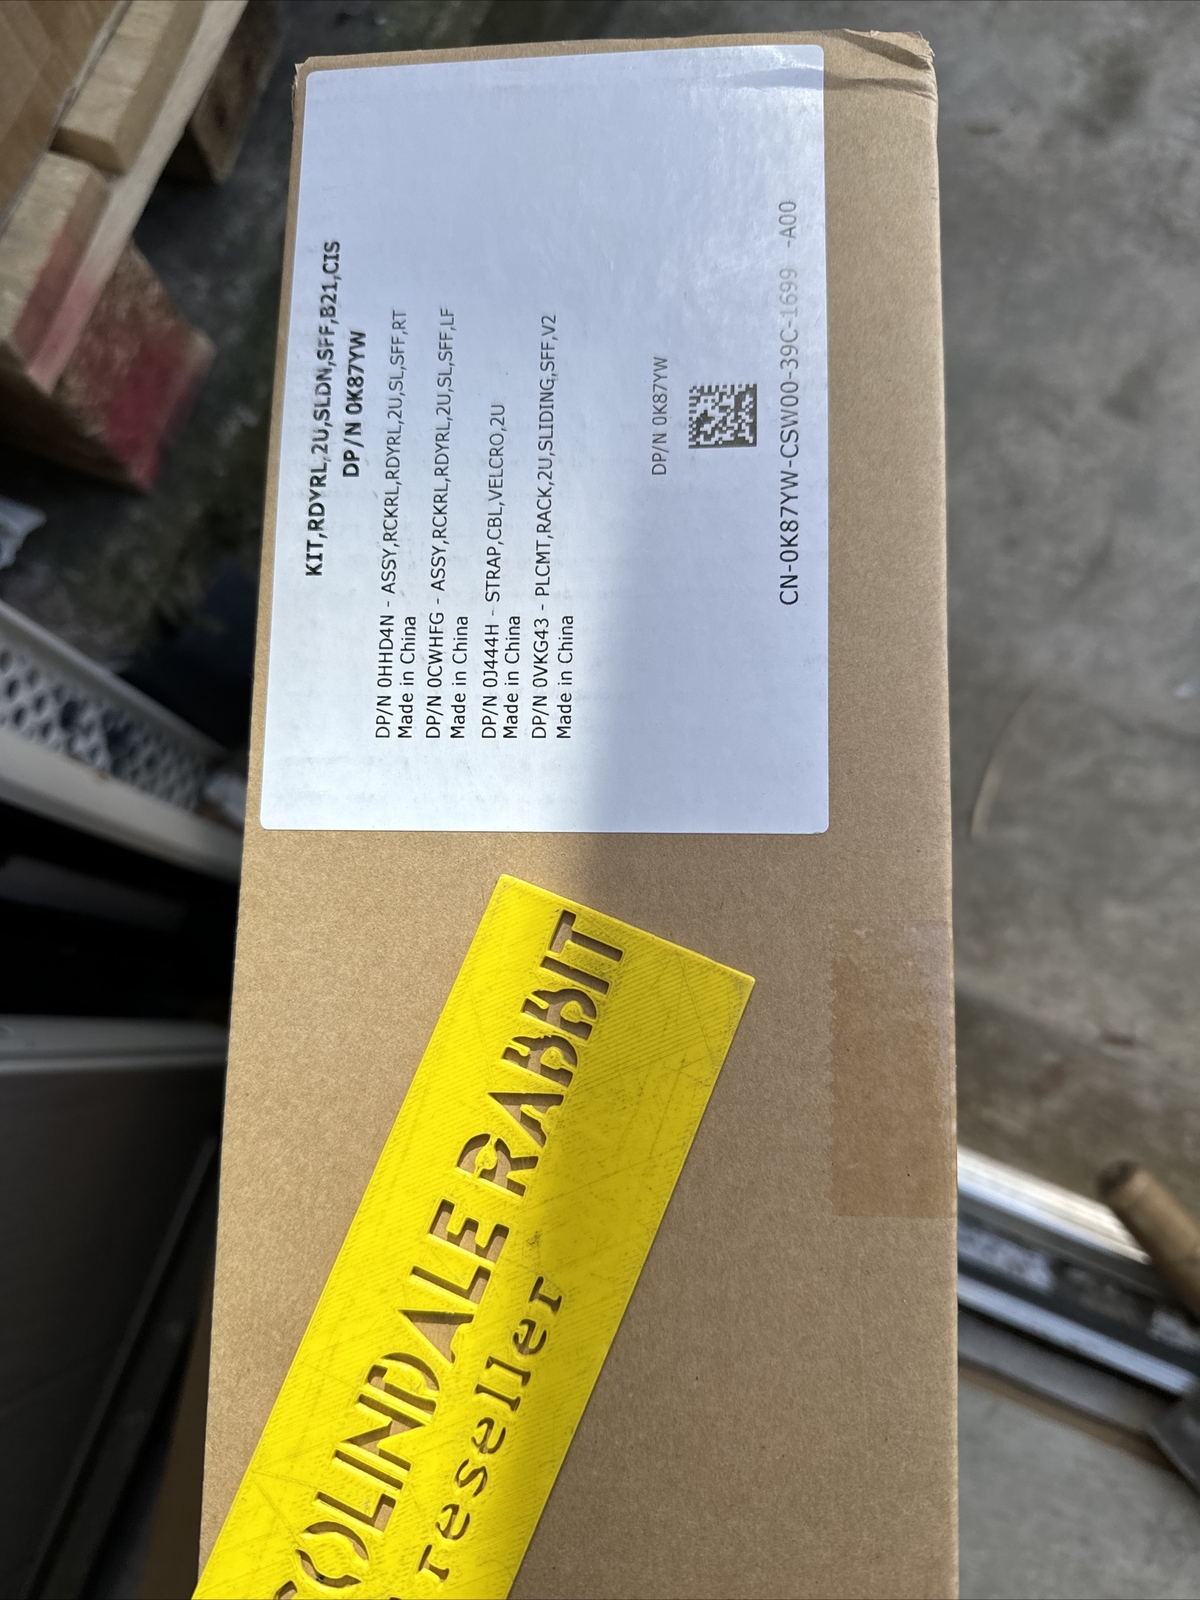 KIT,RDYRL,2U,SLDN,SFF,B21,CIS
DP/N 0K87YW
DP/N 0HHD4N - ASSY,RCKRL,RDYRL,2U,SL,SFF,RT
Made in China
DP/N 0CWHFG - ASSY,RCKRL,RDYRL,2U,SL,SFF,LF
Made in China
DP/N 0J444H - STRAP,CBL,VELCRO,2U
Made in China
DP/N 0VKG43 - PLCMT,RACK,2U,SLIDING,SFF,V2
Made in China
DP/N 0K87YW
CN-0K87YW-CSW00-39C-1699 -A00
COLINDALE RABBIT
reseller